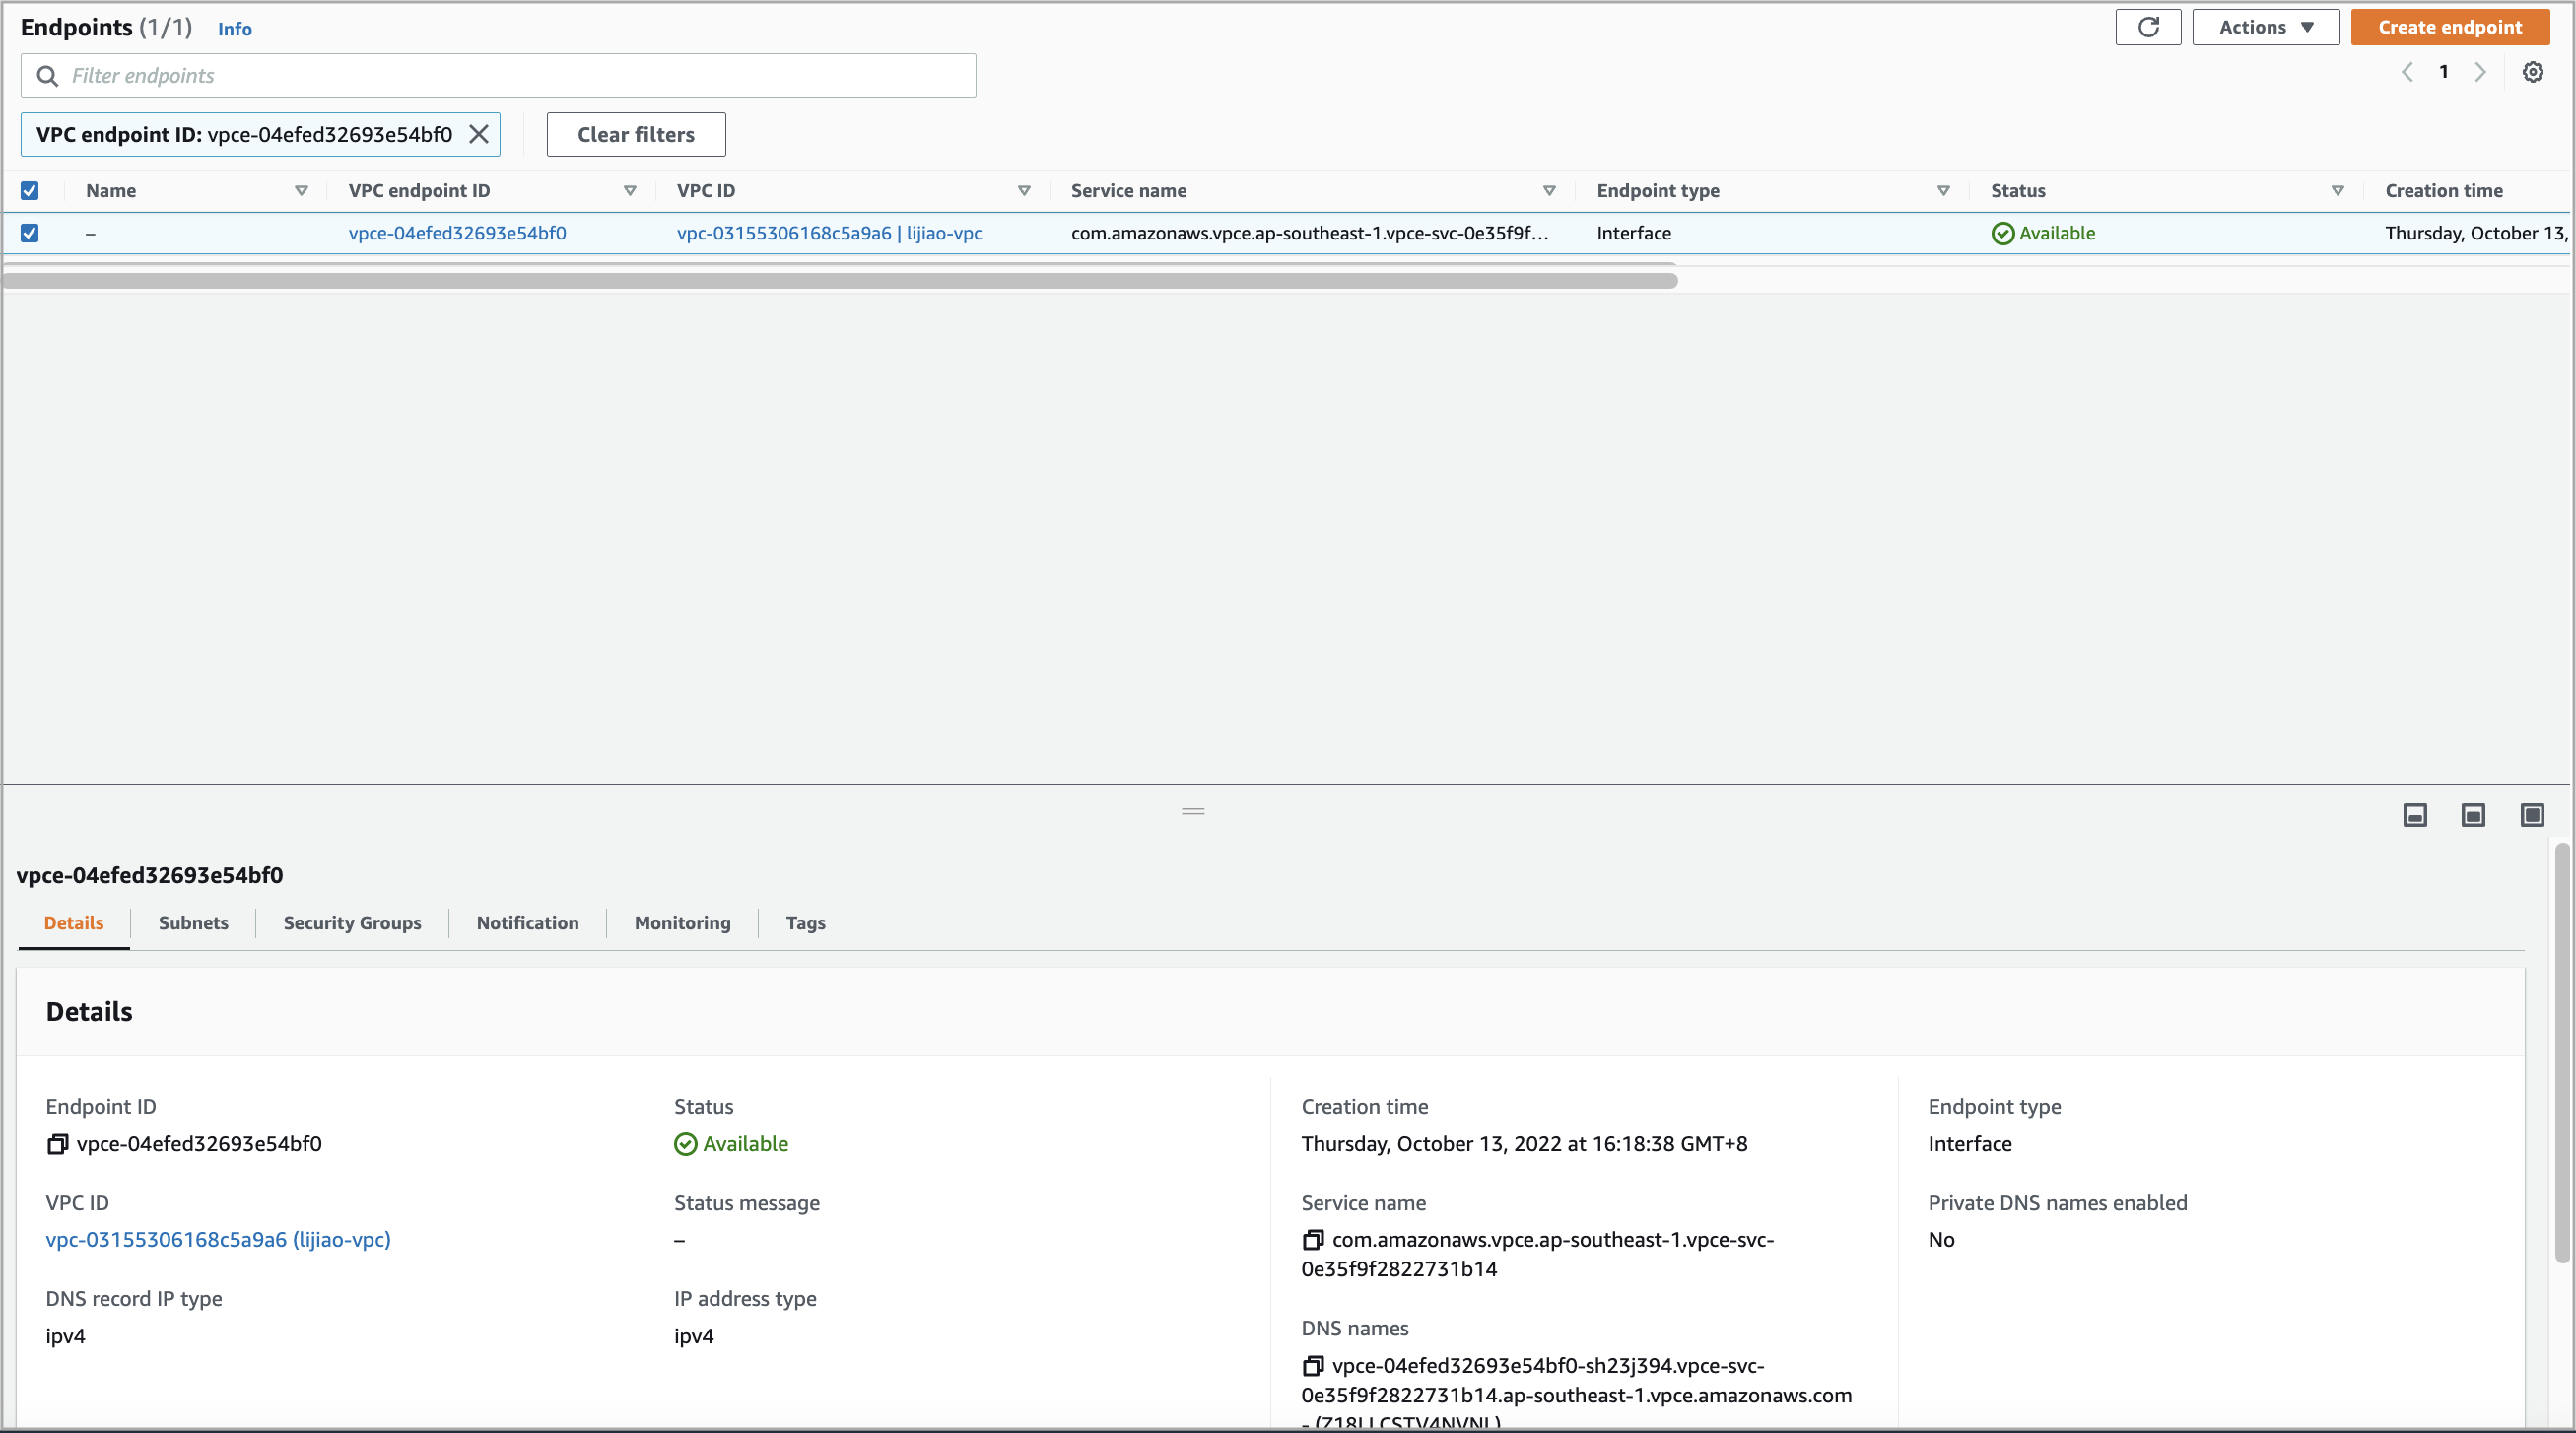 Endpoints (1/1) Info
Actions ▼
Create endpoint
Filter endpoints
1
VPC endpoint ID: vpce-04efed32693e54bf0
Clear filters
Name VPC endpoint ID VPC ID Service name Endpoint type Status Creation time
– vpce-04efed32693e54bf0 vpc-03155306168c5a9a6 | lijiao-vpc com.amazonaws.vpce.ap-southeast-1.vpce-svc-0e35f9f... Interface Available Thursday, October 13,
vpce-04efed32693e54bf0
Details Subnets Security Groups Notification Monitoring Tags
Details
Endpoint ID
vpce-04efed32693e54bf0
VPC ID
vpc-03155306168c5a9a6 (lijiao-vpc)
DNS record IP type
ipv4
Status
Available
Status message
–
IP address type
ipv4
Creation time
Thursday, October 13, 2022 at 16:18:38 GMT+8
Service name
com.amazonaws.vpce.ap-southeast-1.vpce-svc-
0e35f9f2822731b14
DNS names
vpce-04efed32693e54bf0-sh23j394.vpce-svc-
0e35f9f2822731b14.ap-southeast-1.vpce.amazonaws.com
Endpoint type
Interface
Private DNS names enabled
No